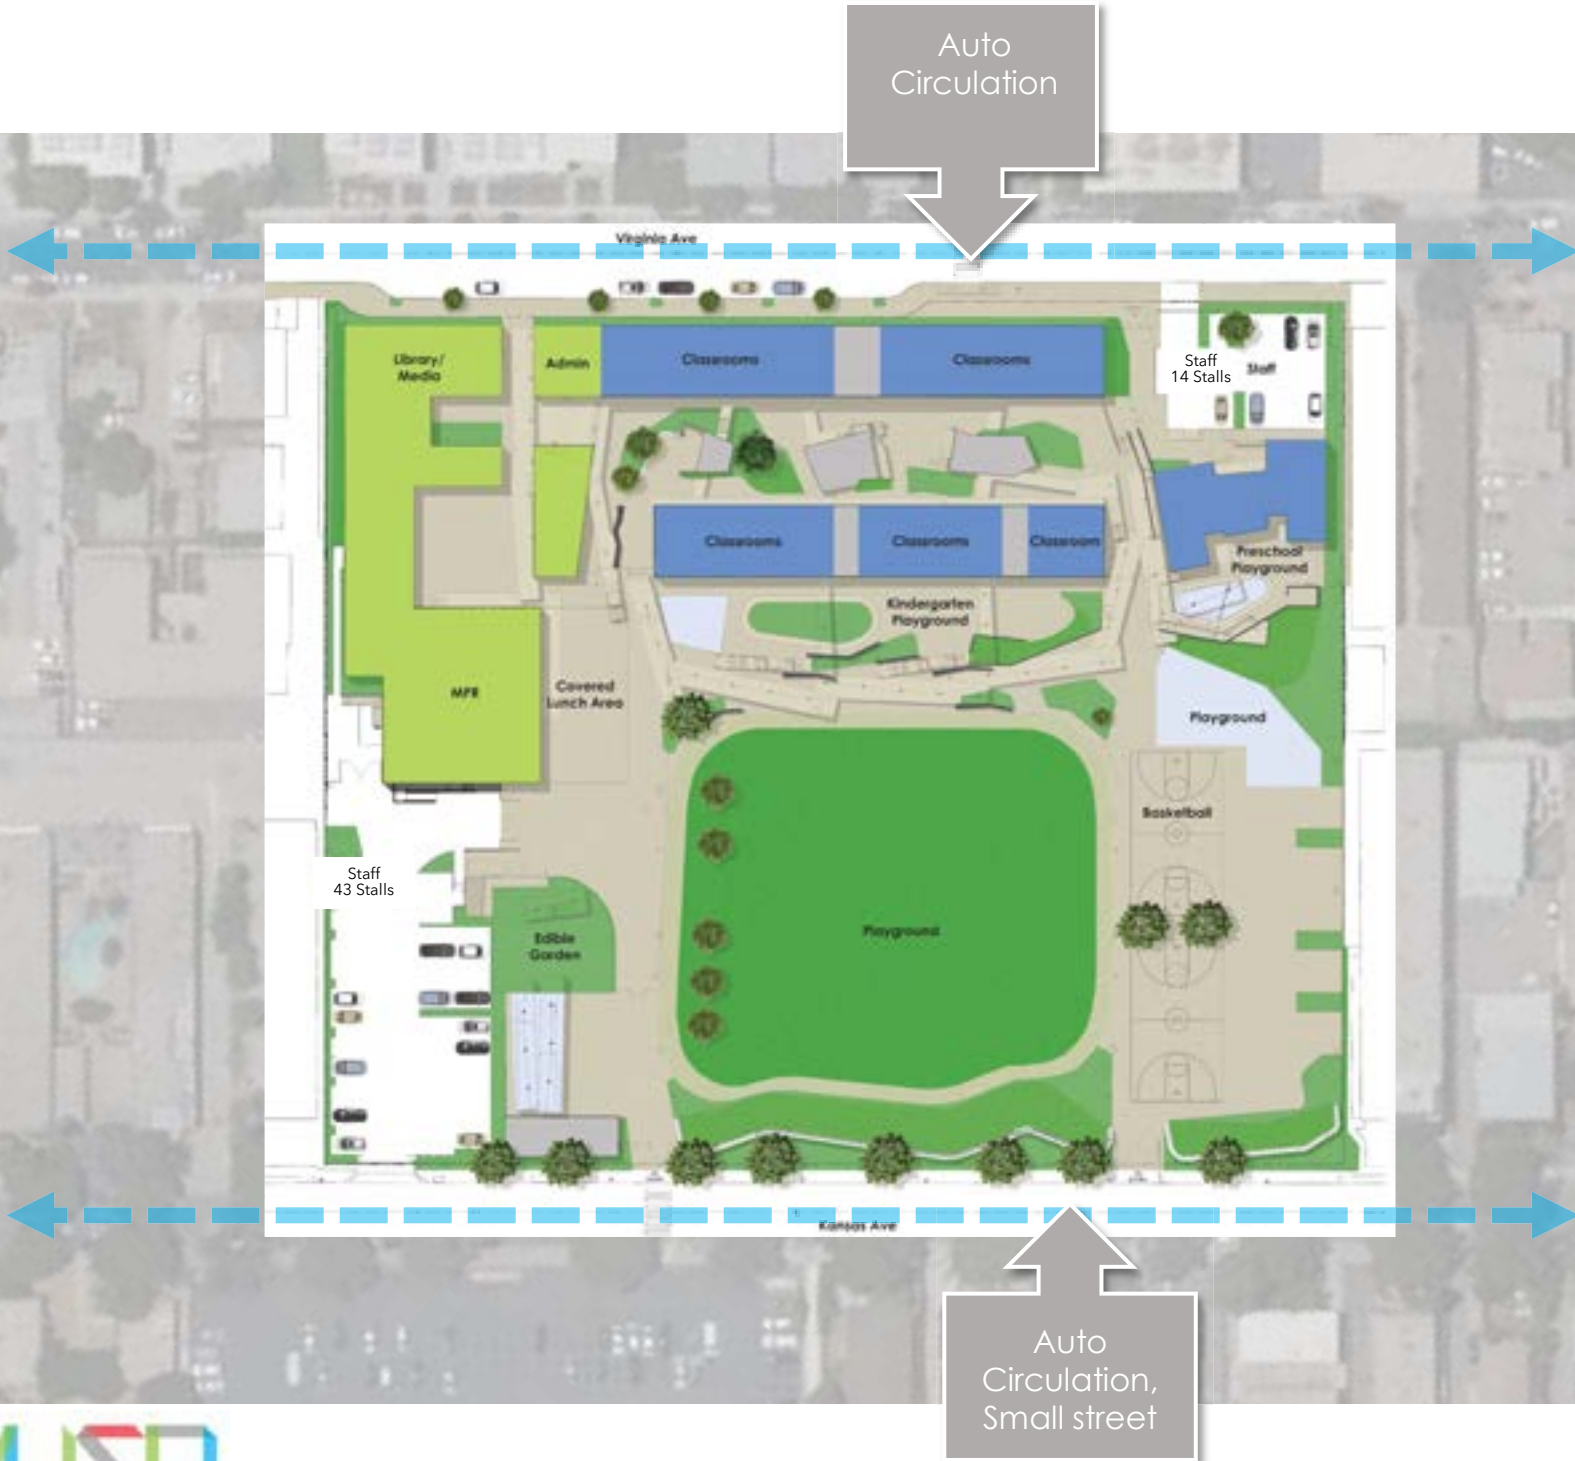 Auto
Circulation
Virginia Ave
Library/
Media
Admin
Classrooms
Classrooms
Staff
14 Stalls
Staff
Classrooms
Classrooms
Classroom
Preschool
Playground
Kindergarten
Playground
MPR
Covered
Lunch Area
Playground
Basketball
Staff
43 Stalls
Edible
Garden
Playground
Kansas Ave
Auto
Circulation,
Small street